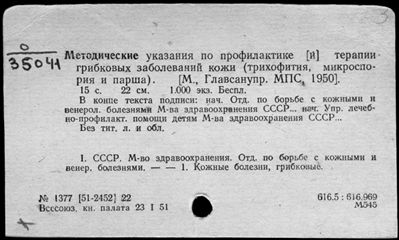 О
35041
Методические указания по профилактике [и] терапии
грибковых заболеваний кожи (трихофития, микроспо-
рия и парша). [М., Главсанупр. МПС, 1950].
15 с. 22 см. 1.000 экз. Беспл.
В конце текста подписи: нач. Отд. по борьбе с кожными и
венерол. болезнями М-ва здравоохранения СССР... нач. Упр. лечеб-
но-профилакт. помощи детям М-ва здравоохранения СССР...
Без тит. л. и обл.
1. СССР. М-во здравоохранения. Отд. по борьбе с кожными и
венер. болезнями. — — 1. Кожные болезни, грибковые.
№ 1377 [51-2452] 22
616.5 : 616.969
Всесоюз. кн. палата 23 I 51
М545